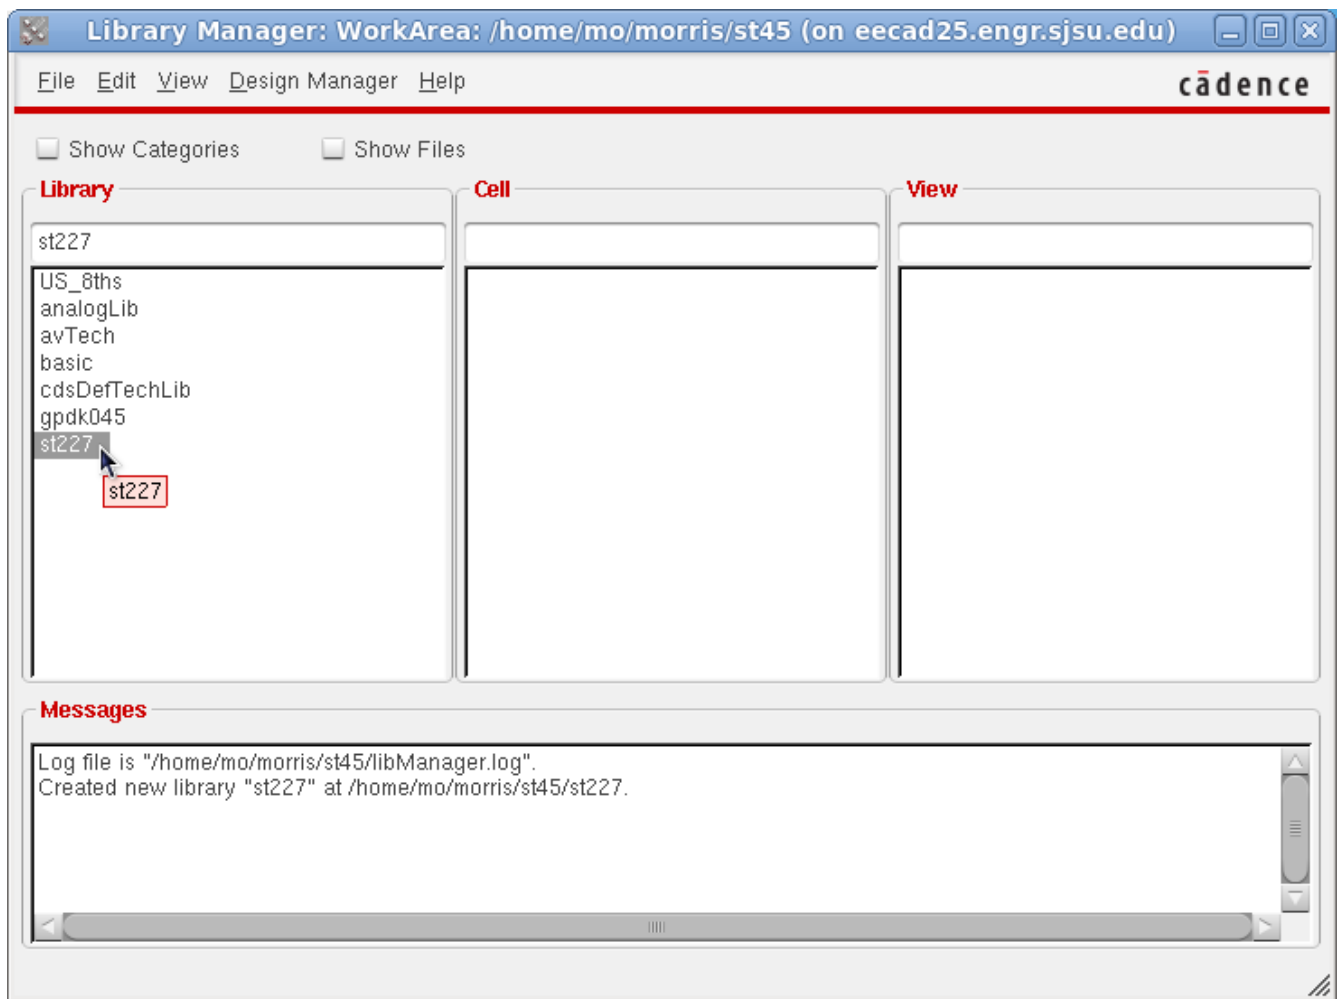 Library Manager: WorkArea: /home/mo/morris/st45 (on eecad25.engr.sjsu.edu)
File Edit View Design Manager Help
cādence
Show Categories Show Files
Library Cell View
st227
US_8ths
analogLib
avTech
basic
cdsDefTechLib
gpdk045
st227
st227
Messages
Log file is "/home/mo/morris/st45/libManager.log".
Created new library "st227" at /home/mo/morris/st45/st227.